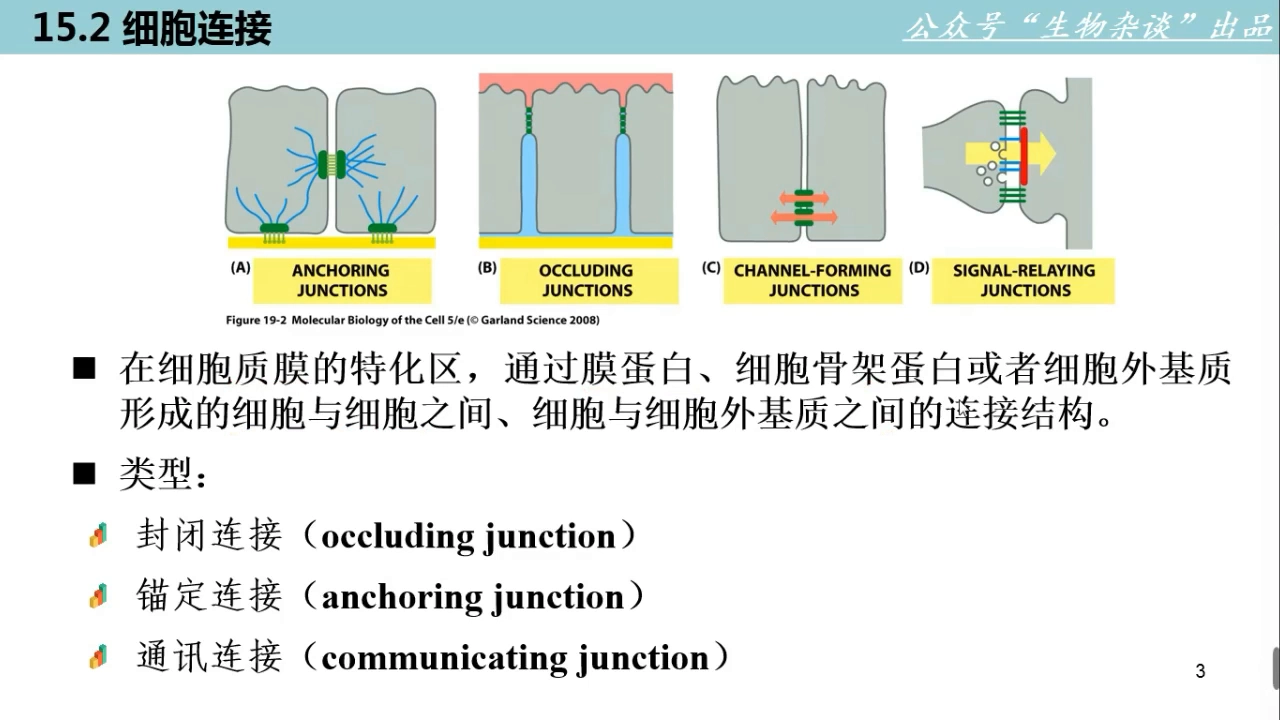 15.2 细胞连接
公众号“生物杂谈”出品
(A) ANCHORING JUNCTIONS
(B) OCCLUDING JUNCTIONS
(C) CHANNEL-FORMING JUNCTIONS
(D) SIGNAL-RELAYING JUNCTIONS
Figure 19-2 Molecular Biology of the Cell 5/e (© Garland Science 2008)
■ 在细胞质膜的特化区，通过膜蛋白、细胞骨架蛋白或者细胞外基质
形成的细胞与细胞之间、细胞与细胞外基质之间的连接结构。
■ 类型：
封闭连接（occluding junction）
锚定连接（anchoring junction）
通讯连接（communicating junction）
3